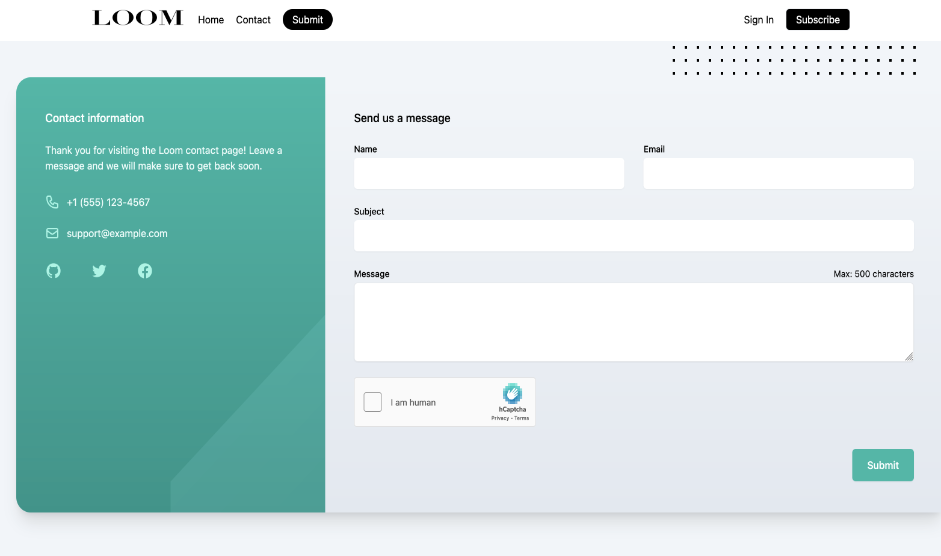 LOOM Home Contact Submit Sign In Subscribe
Contact information
Thank you for visiting the Loom contact page! Leave a
message and we will make sure to get back soon.
+1 (555) 123-4567
support@example.com
Send us a message
Name Email
Subject
Message Max: 500 characters
I am human
hCaptcha
Privacy - Terms
Submit